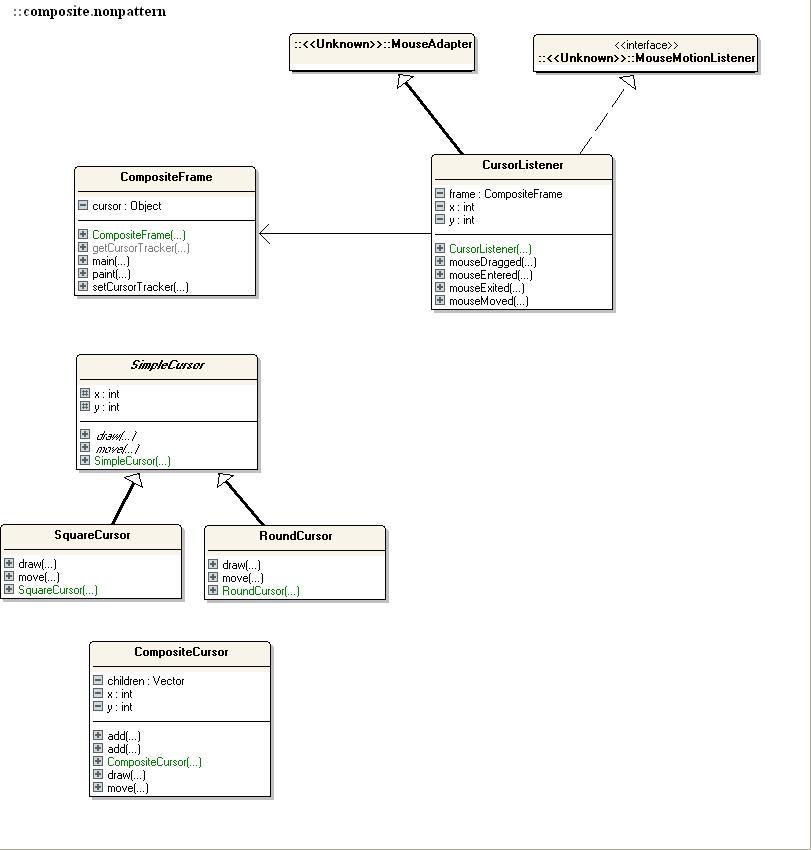 ::composite.nonpattern
::<<Unknown>>::MouseAdapter
<<interface>>
::<<Unknown>>::MouseMotionListener
CompositeFrame
cursor : Object
CompositeFrame(...)
getCursorTracker(...)
main(...)
paint(...)
setCursorTracker(...)
CursorListener
frame : CompositeFrame
x : int
y : int
CursorListener(...)
mouseDragged(...)
mouseEntered(...)
mouseExited(...)
mouseMoved(...)
SimpleCursor
x : int
y : int
draw(...)
move(...)
SimpleCursor(...)
SquareCursor
draw(...)
move(...)
SquareCursor(...)
RoundCursor
draw(...)
move(...)
RoundCursor(...)
CompositeCursor
children : Vector
x : int
y : int
add(...)
add(...)
CompositeCursor(...)
draw(...)
move(...)